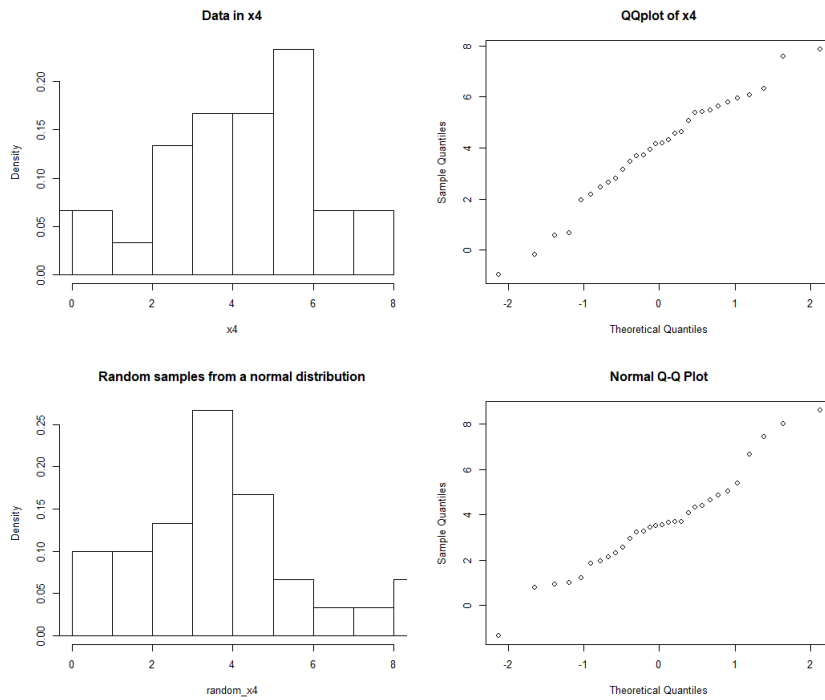 Data in x4
Density
0.00
0.05
0.10
0.15
0.20
0 2 4 6 8
x4
QQplot of x4
Sample Quantiles
0
2
4
6
8
-2 -1 0 1 2
Theoretical Quantiles
Random samples from a normal distribution
Density
0.00
0.05
0.10
0.15
0.20
0.25
0 2 4 6 8
random_x4
Normal Q-Q Plot
Sample Quantiles
0
2
4
6
8
-2 -1 0 1 2
Theoretical Quantiles